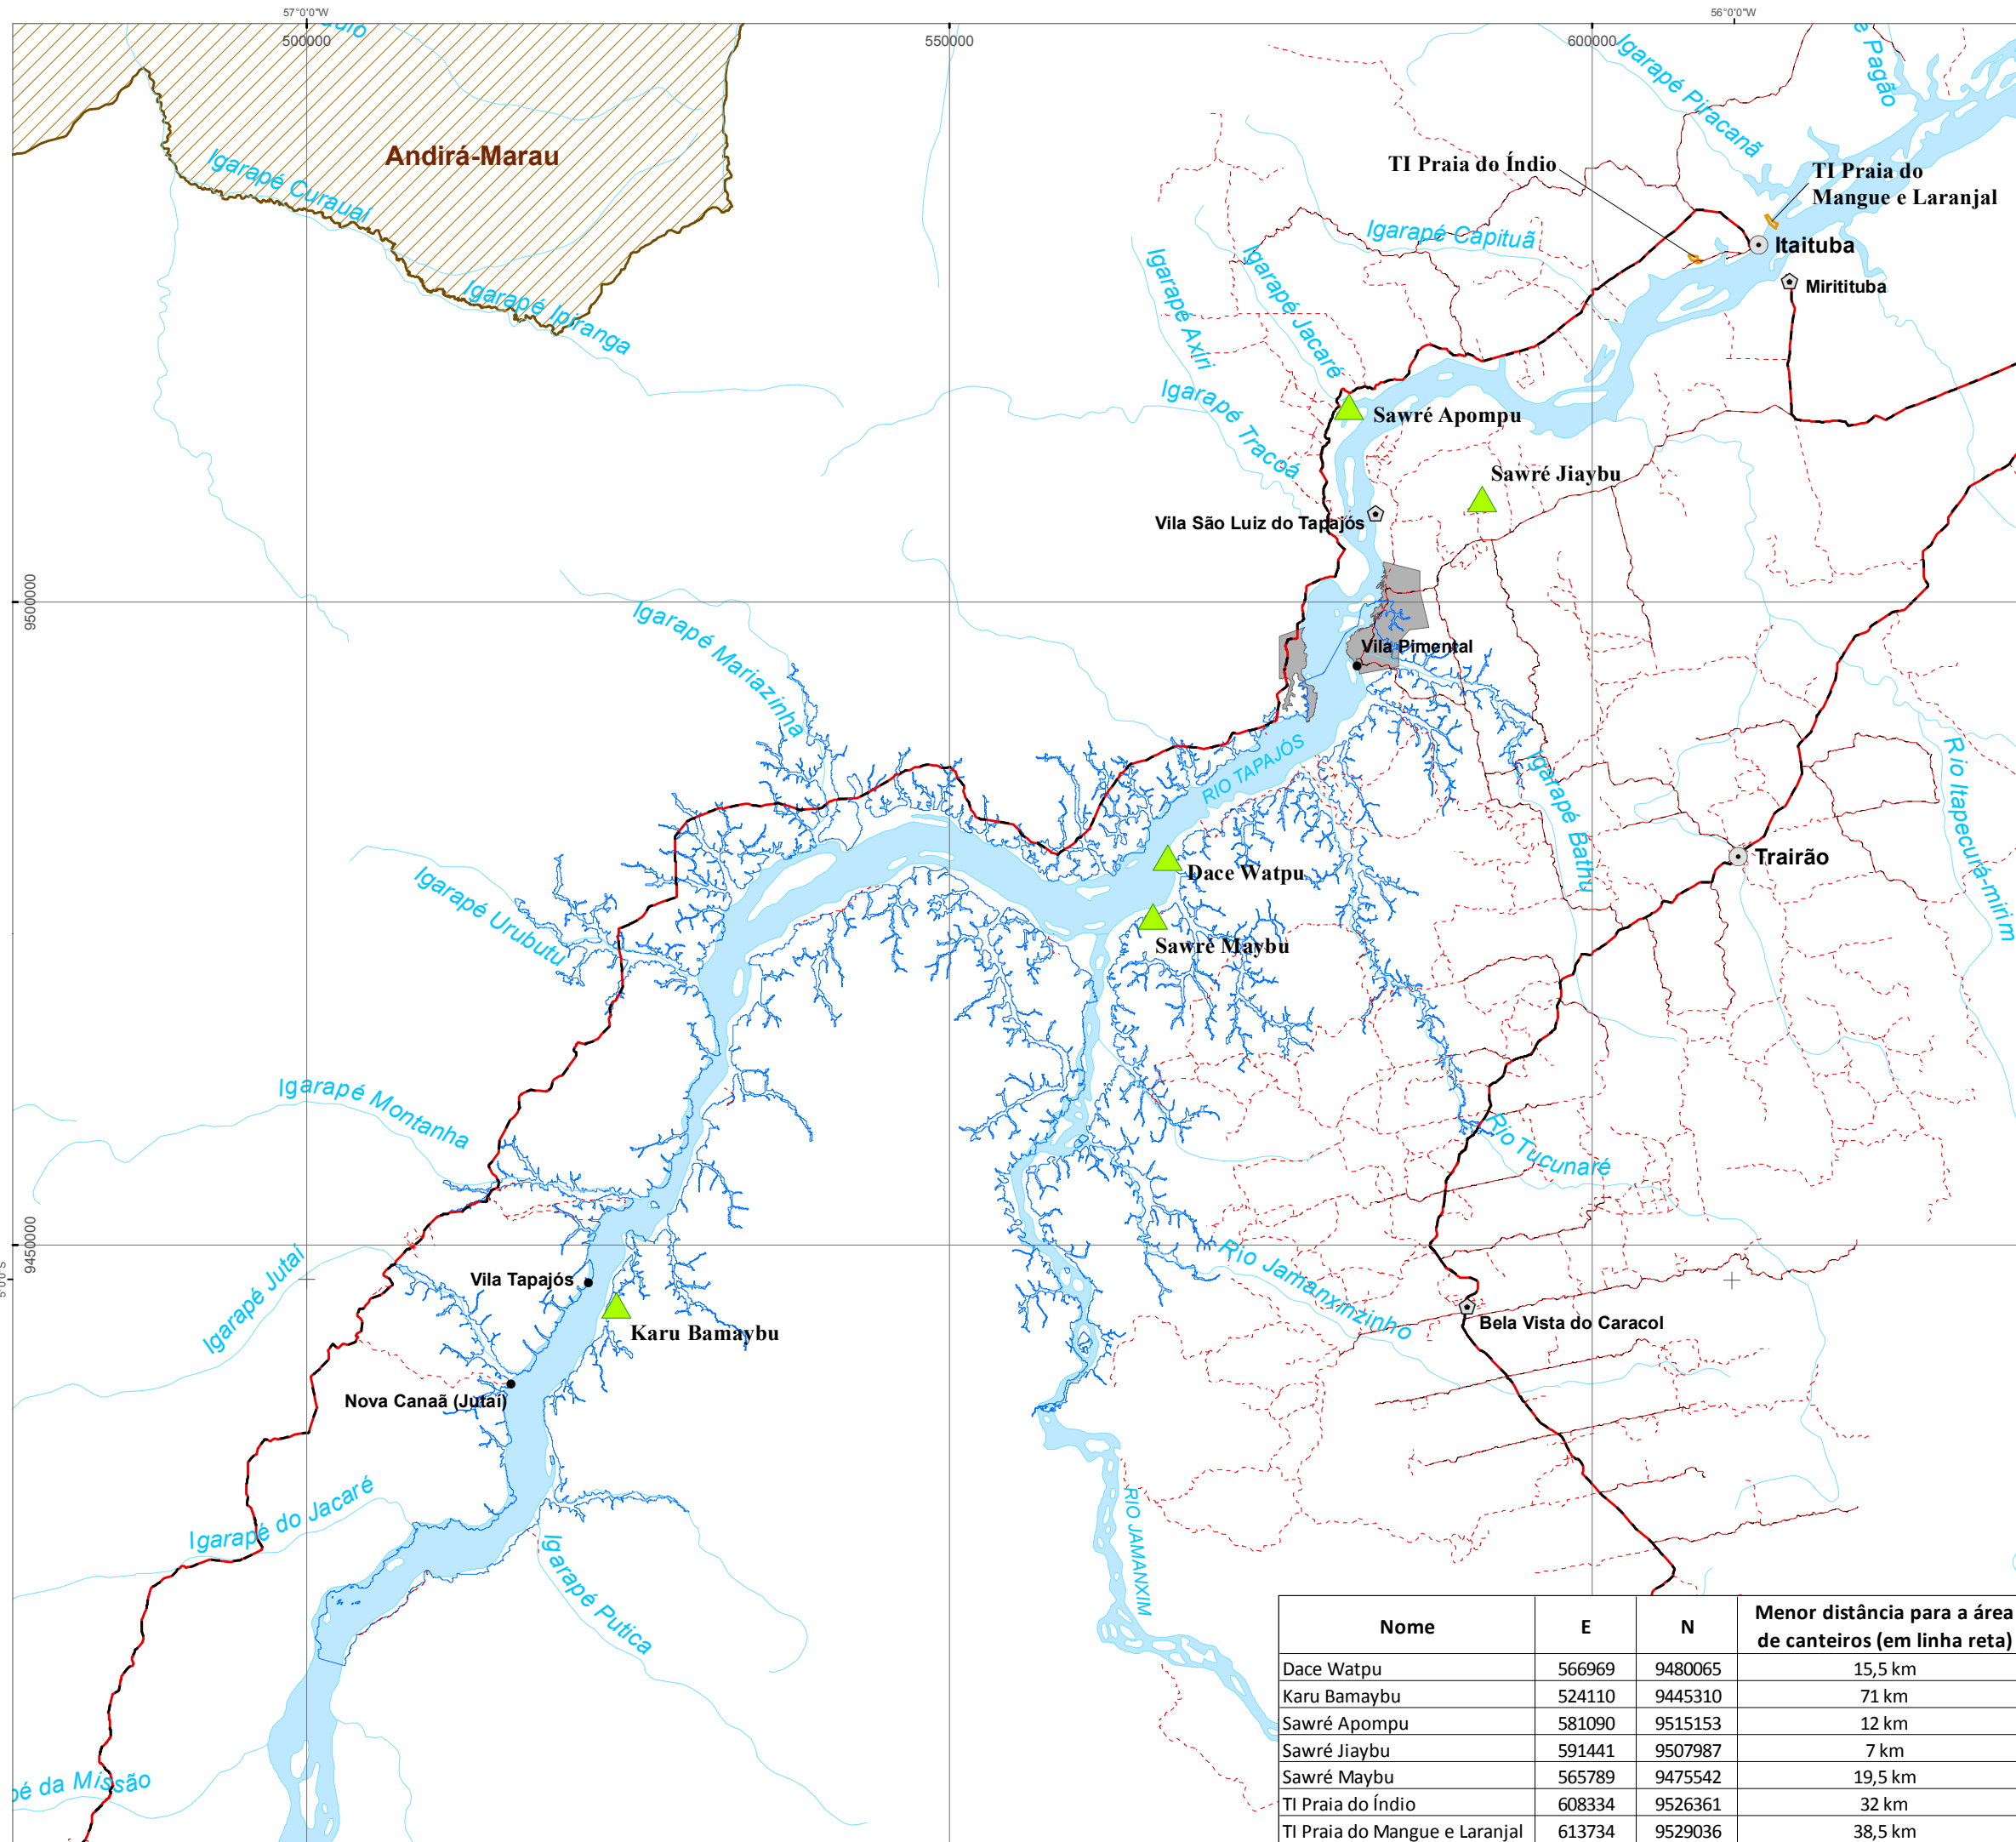 57°0'0"W
56°0'0"W
500000
550000
600000
Igarapé Piracanã
e Pagão
Andirá-Marau
Igarapé Curauaí
TI Praia do Índio
TI Praia do
Mangue e Laranjal
Igarapé Capituã
Itaituba
Igarapé Axiri
Igarapé Jacaré
Miritituba
Igarapé Ipiranga
Igarapé Tracoá
Sawré Apompu
Sawré Jiaybu
Vila São Luiz do Tapajós
9500000
Igarapé Mariazinha
Vila Pimental
RIO TAPAJÓS
Igarapé Bathu
Rio Itapecurá-mirim
Trairão
Dace Watpu
Igarapé Urubutu
Sawré Maybu
Igarapé Montanha
Rio Tucunaré
9450000
Igarapé Jutaí
Rio Jamanxinzinho
Vila Tapajós
Karu Bamaybu
Bela Vista do Caracol
Nova Canaã (Jutaí)
Igarapé do Jacaré
Igarapé Putica
RIO JAMANXIM
pé da Missão
Nome E N Menor distância para a área
de canteiros (em linha reta)
Dace Watpu 566969 9480065 15,5 km
Karu Bamaybu 524110 9445310 71 km
Sawré Apompu 581090 9515153 12 km
Sawré Jiaybu 591441 9507987 7 km
Sawré Maybu 565789 9475542 19,5 km
TI Praia do Índio 608334 9526361 32 km
TI Praia do Mangue e Laranjal 613734 9529036 38,5 km